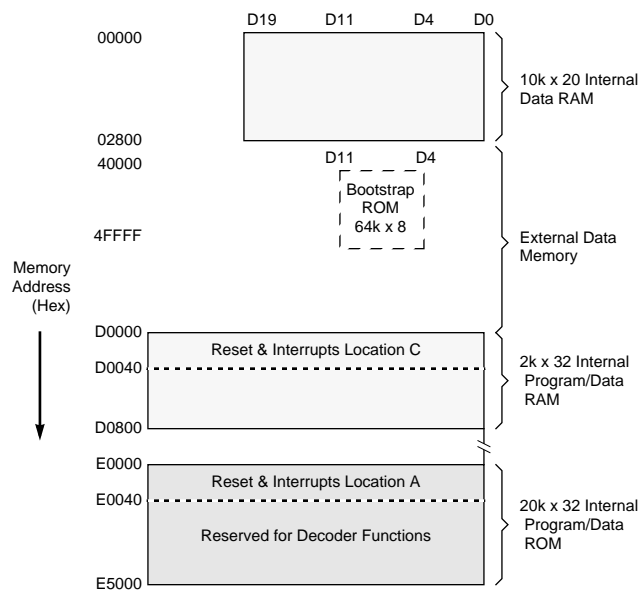 D19 D11 D4 D0
00000
10k x 20 Internal
Data RAM
02800
40000
D11 D4
Bootstrap
ROM
64k x 8
4FFFF
External Data
Memory
Memory
Address
(Hex)
D0000
Reset & Interrupts Location C
D0040
2k x 32 Internal
Program/Data
RAM
D0800
E0000
Reset & Interrupts Location A
E0040
20k x 32 Internal
Program/Data
ROM
Reserved for Decoder Functions
E5000